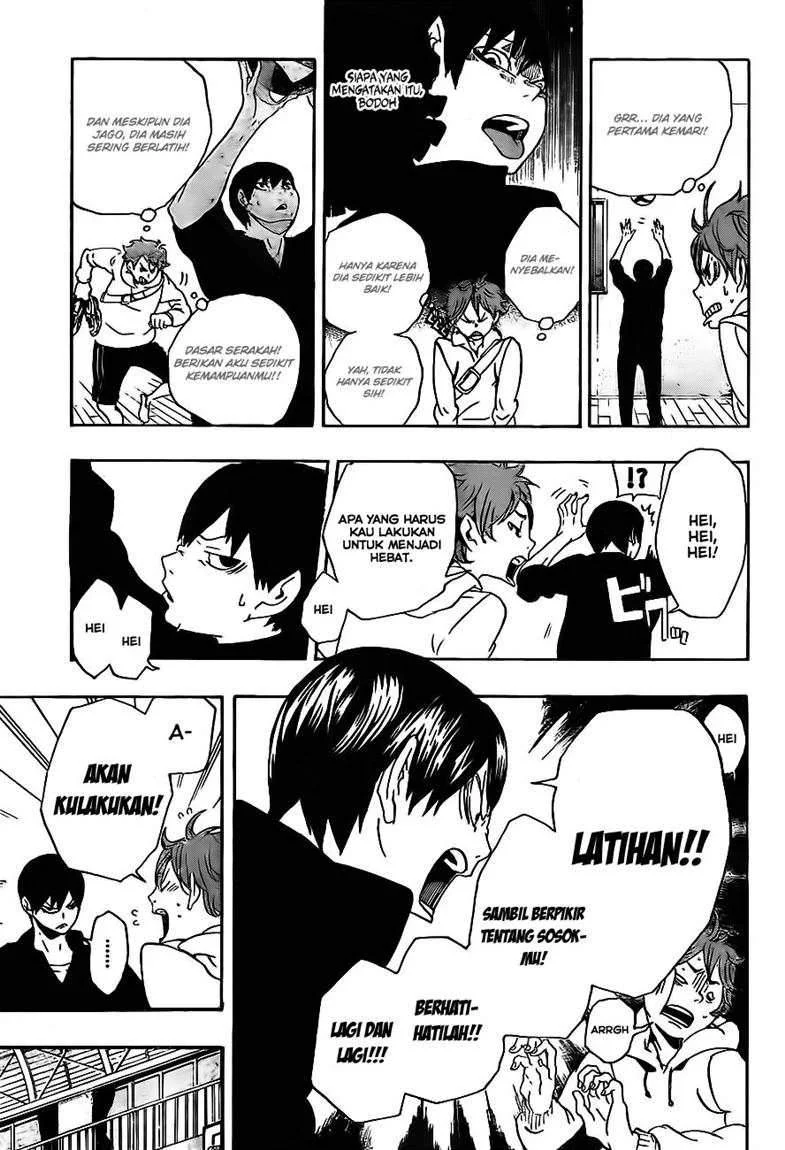 GRR... DIA YANG
PERTAMA KEMARI!
SIAPA YANG
MENGATAKAN ITU,
BODOH
DIA ME-
NYEBALKAN!
HANYA KARENA
DIA SEDIKIT LEBIH
BAIK!
YAH, TIDAK
HANYA SEDIKIT
SIH!
DAN MESKIPUN DIA
JAGO, DIA MASIH
SERING BERLATIH!
DASAR SERAKAH!
BERIKAN AKU SEDIKIT
KEMAMPUANMU!!
HEI,
HEI,
HEI!
!?
ビュ
APA YANG HARUS
KAU LAKUKAN
UNTUK MENJADI
HEBAT.
HEI
HEI
HEI
HEI
LATIHAN!!
SAMBIL BERPIKIR
TENTANG SOSOK-
MU!
BERHATI-
HATILAH!!
LAGI DAN
LAGI!!!
ARRGH
A-
AKAN
KULAKUKAN!
......